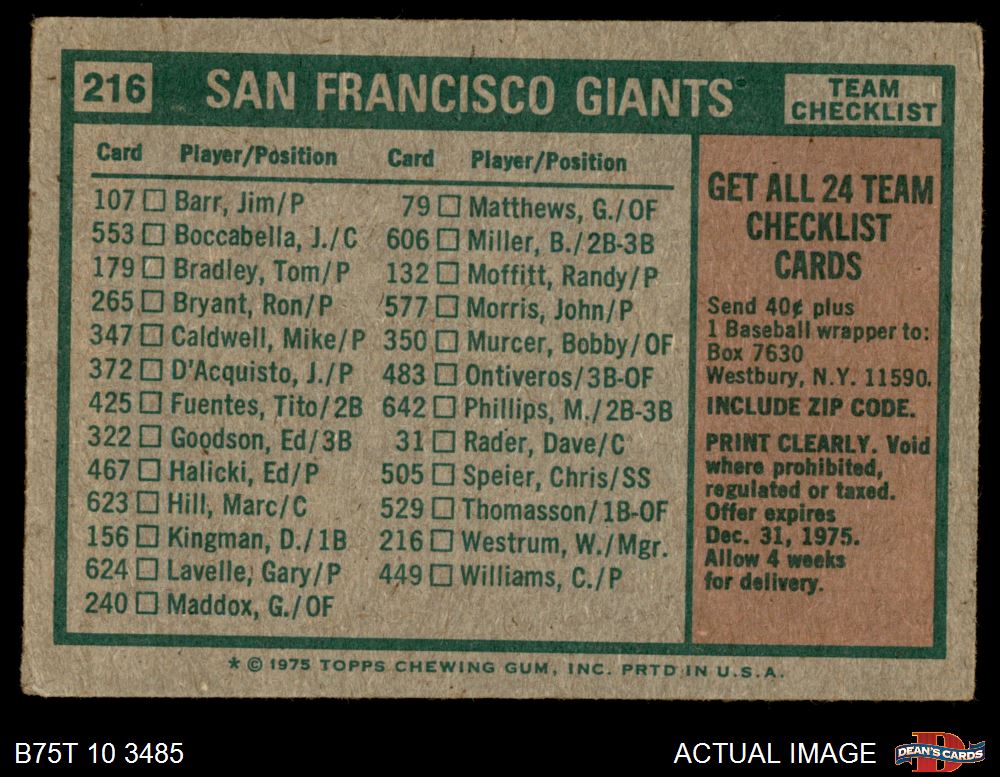 216 SAN FRANCISCO GIANTS
TEAM
CHECKLIST
Card Player/Position Card Player/Position
107 Barr, Jim/P
553 Boccabella, J./C
179 Bradley, Tom/P
265 Bryant, Ron/P
347 Caldwell, Mike/P
372 D'Acquisto, J./P
425 Fuentes, Tito/2B
322 Goodson, Ed/3B
467 Halicki, Ed/P
623 Hill, Marc/C
156 Kingman, D./1B
624 Lavelle, Gary/P
240 Maddox, G./OF
79 Matthews, G./OF
606 Miller, B./2B-3B
132 Moffitt, Randy/P
577 Morris, John/P
350 Murcer, Bobby/OF
483 Ontiveros/3B-OF
642 Phillips, M./2B-3B
31 Rader, Dave/C
505 Speier, Chris/SS
529 Thomasson/1B-OF
216 Westrum, W./Mgr.
449 Williams, C./P
GET ALL 24 TEAM
CHECKLIST
CARDS
Send 40¢ plus
1 Baseball wrapper to:
Box 7630
Westbury, N.Y. 11590.
INCLUDE ZIP CODE.
PRINT CLEARLY. Void
where prohibited,
regulated or taxed.
Offer expires
Dec. 31, 1975.
Allow 4 weeks
for delivery.
* © 1975 TOPPS CHEWING GUM, INC. PRTD IN U.S.A.
B75T 10 3485
ACTUAL IMAGE
D
DEAN'S CARDS